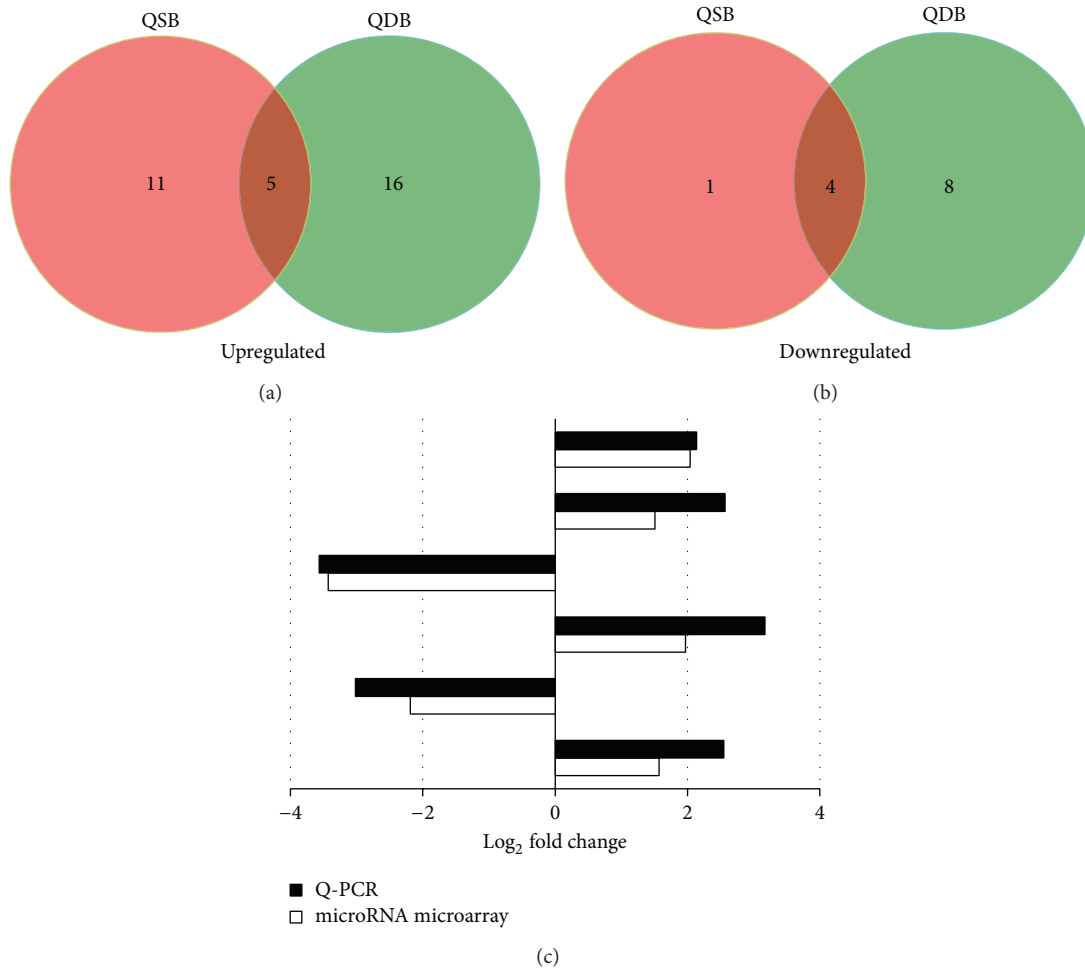 QSB QDB
11 5 16
Upregulated
(a)
QSB QDB
1 4 8
Downregulated
(b)
−4 −2 0 2 4
Log₂ fold change
Q-PCR
microRNA microarray
(c)